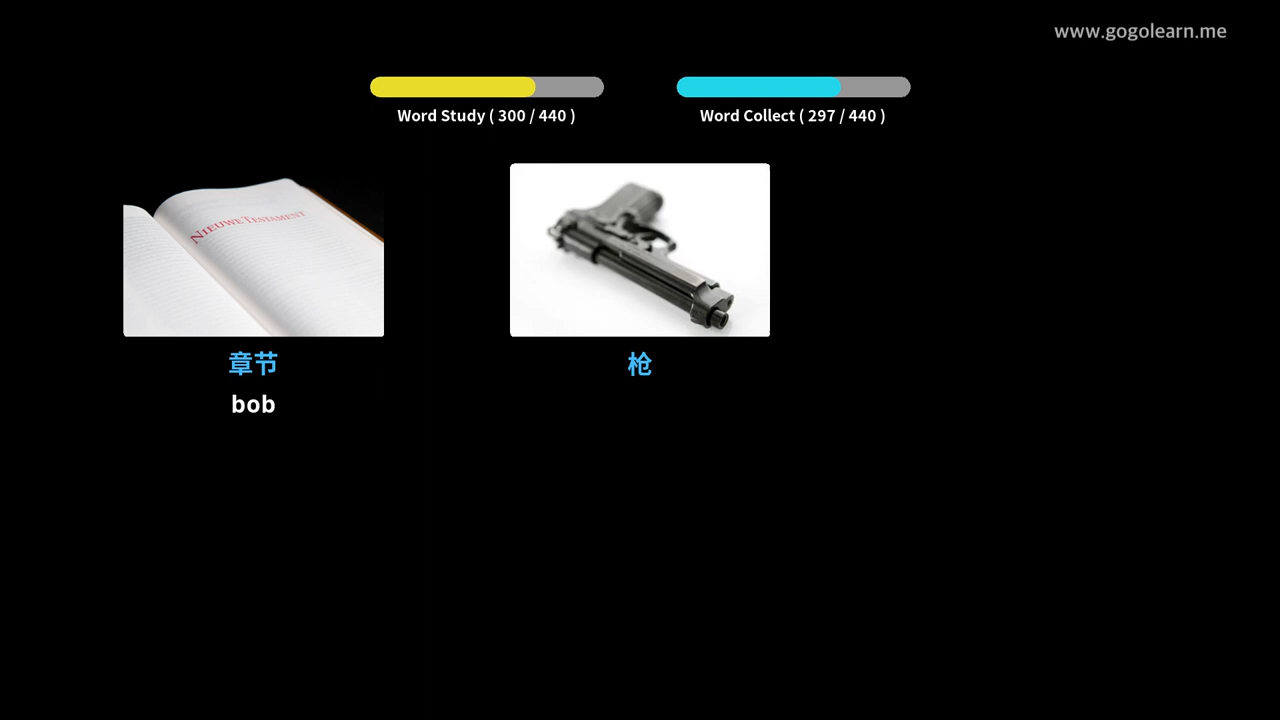 www.gogolearn.me
Word Study ( 300 / 440 )
Word Collect ( 297 / 440 )
NIEUWE TESTAMENT
章节
枪
bob